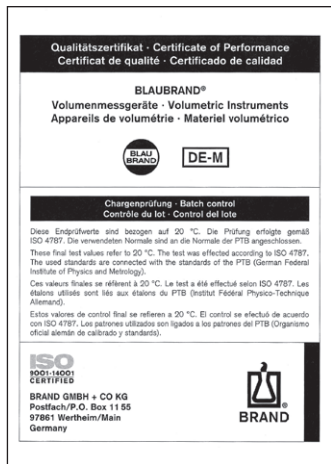 Qualitätszertifikat · Certificate of Performance
Certificat de qualité · Certificado de calidad
BLAUBRAND®
Volumenmessgeräte · Volumetric Instruments
Appareils de volumétrie · Materiel volumétrico
BLAU
BRAND
DE-M
Chargenprüfung · Batch control
Contrôle du lot · Control del lote
Diese Endprüfwerte sind bezogen auf 20 °C. Die Prüfung erfolgte gemäß
ISO 4787. Die verwendeten Normale sind an die Normale der PTB angeschlossen.
These final test values refer to 20 °C. The test was effected according to ISO 4787.
The used standards are connected with the standards of the PTB (German Federal
Institute of Physics and Metrology).
Ces valeurs finales se réfèrent à 20 °C. Le test a été effectué selon ISO 4787. Les
étalons utilisés sont liés aux étalons du PTB (Institut Fédéral Physico-Technique
Allemand).
Estos valores de control final se refieren a 20 °C. El control se efectuó de acuerdo
con ISO 4787. Los patrones utilizados son ligados a los patrones del PTB (Organismo
oficial alemán de calibrado y standards).
ISO
9001·14001
CERTIFIED
BRAND GMBH + CO KG
Postfach/P.O. Box 11 55
97861 Wertheim/Main
Germany
BRAND®